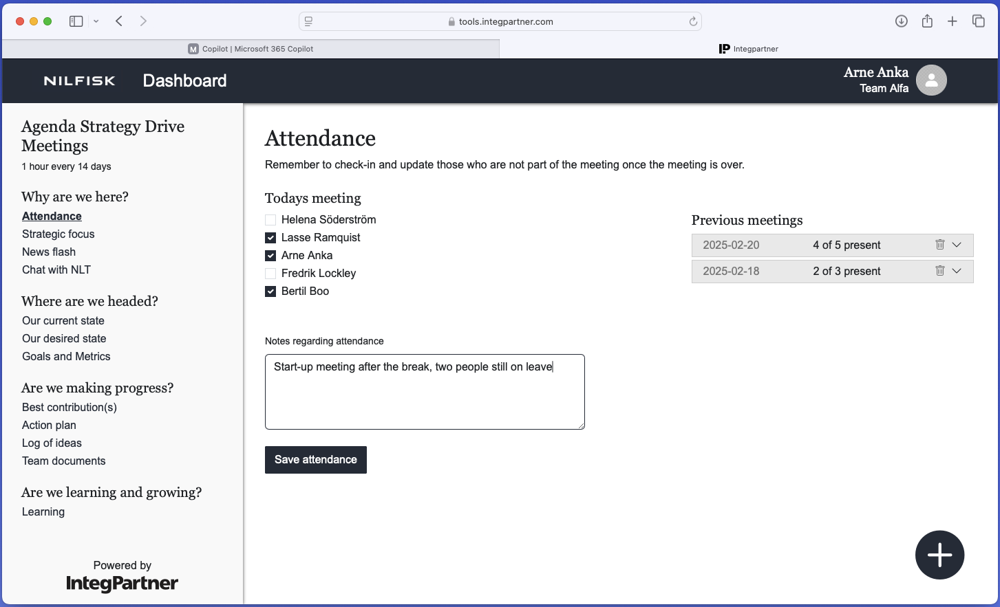 tools.integpartner.com
M Copilot | Microsoft 365 Copilot
IP Integpartner
NILFISK
Dashboard
Arne Anka
Team Alfa
Agenda Strategy Drive
Meetings
1 hour every 14 days
Why are we here?
Attendance
Strategic focus
News flash
Chat with NLT
Where are we headed?
Our current state
Our desired state
Goals and Metrics
Are we making progress?
Best contribution(s)
Action plan
Log of ideas
Team documents
Are we learning and growing?
Learning
Powered by
IntegPartner
Attendance
Remember to check-in and update those who are not part of the meeting once the meeting is over.
Todays meeting
Helena Söderström
Lasse Ramquist
Arne Anka
Fredrik Lockley
Bertil Boo
Previous meetings
2025-02-20 4 of 5 present
2025-02-18 2 of 3 present
Notes regarding attendance
Start-up meeting after the break, two people still on leave
Save attendance